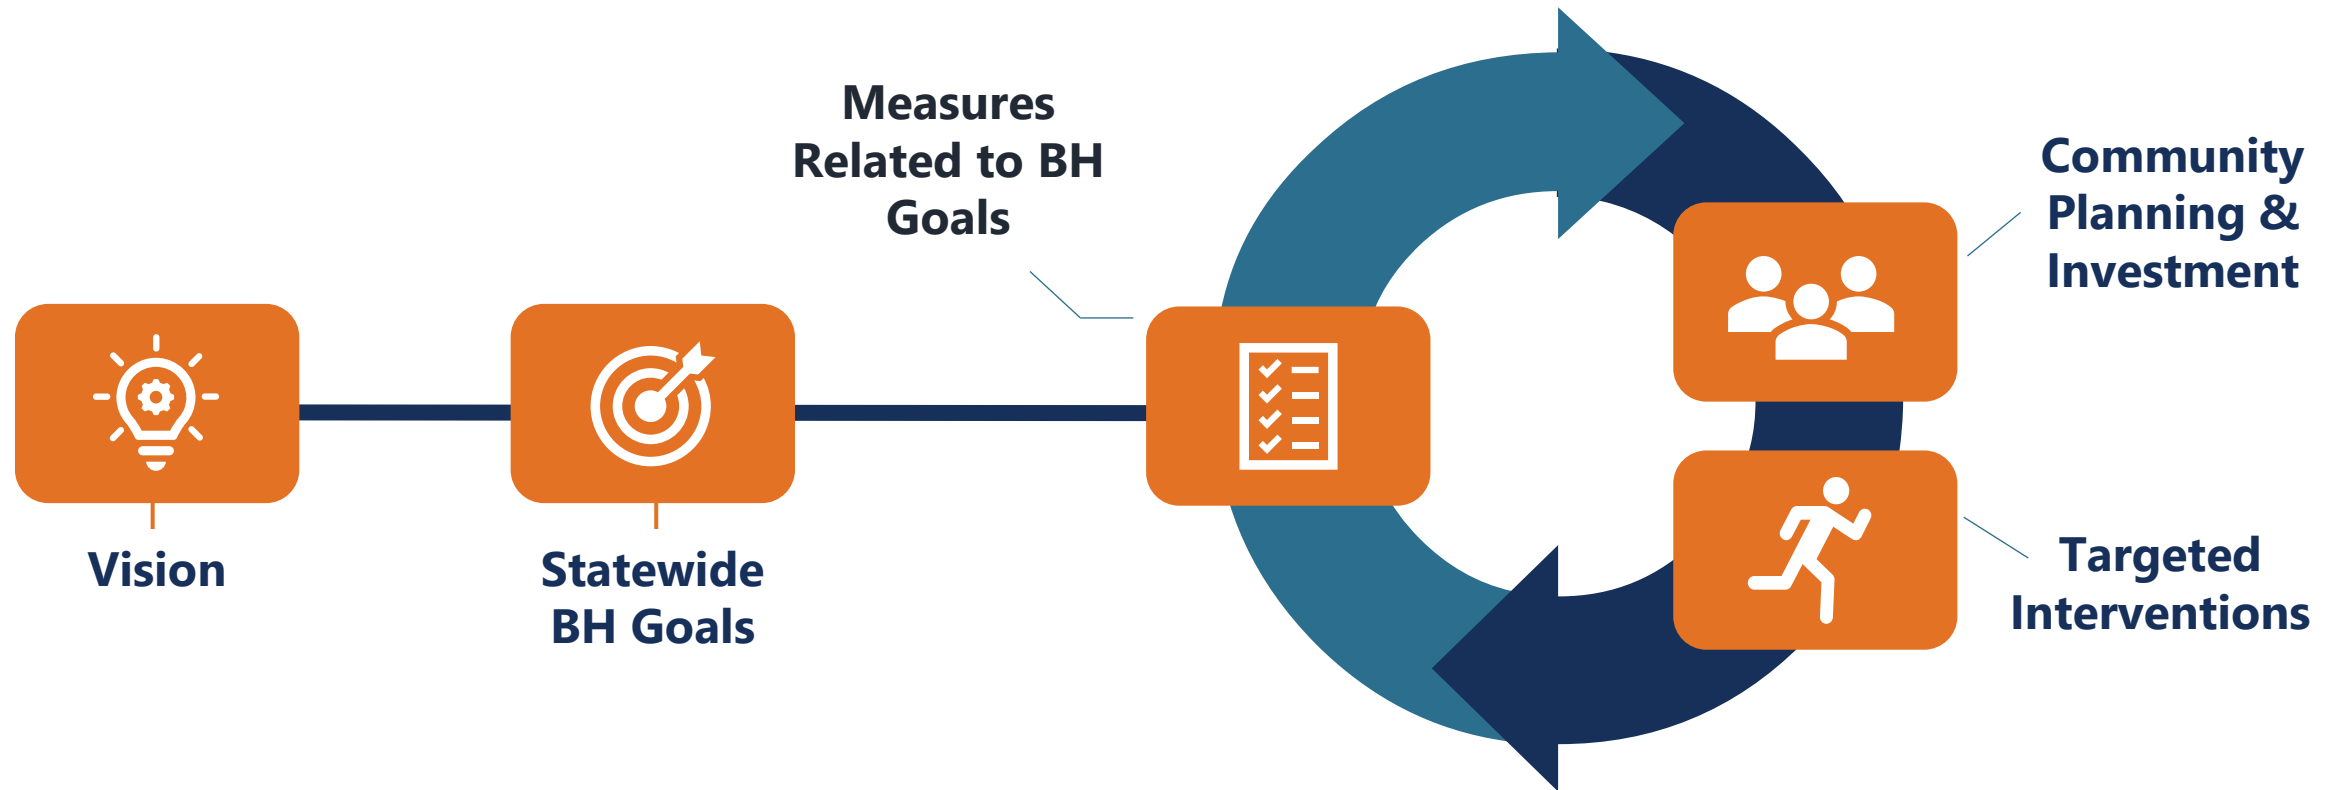 Measures
Related to BH
Goals
Community
Planning &
Investment
Vision
Statewide
BH Goals
Targeted
Interventions